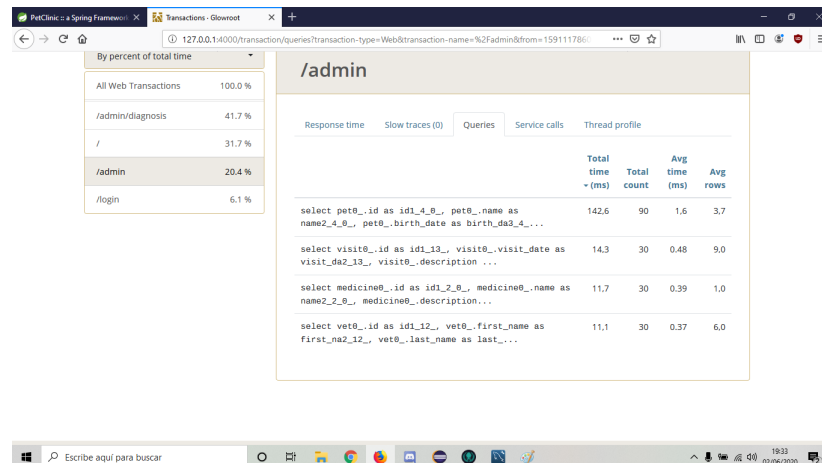 PetClinic :: a Spring Framework
Transactions - Glowroot
127.0.0.1:4000/transaction/queries?transaction-type=Web&transaction-name=%2Fadmin&from=1591117860
By percent of total time
All Web Transactions 100.0 %
/admin/diagnosis 41.7 %
/ 31.7 %
/admin 20.4 %
/login 6.1 %
/admin
Response time Slow traces (0) Queries Service calls Thread profile
Total
time
(ms)
Total
count
Avg
time
(ms)
Avg
rows
select pet0_.id as id1_4_0_, pet0_.name as
name2_4_0_, pet0_.birth_date as birth_da3_4_...
142,6 90 1,6 3,7
select visit0_.id as id1_13_, visit0_.visit_date as
visit_da2_13_, visit0_.description ...
14,3 30 0,48 9,0
select medicine0_.id as id1_2_0_, medicine0_.name as
name2_2_0_, medicine0_.description...
11,7 30 0,39 1,0
select vet0_.id as id1_12_, vet0_.first_name as
first_na2_12_, vet0_.last_name as last_...
11,1 30 0,37 6,0
Escribe aquí para buscar
19:33
02/06/2020